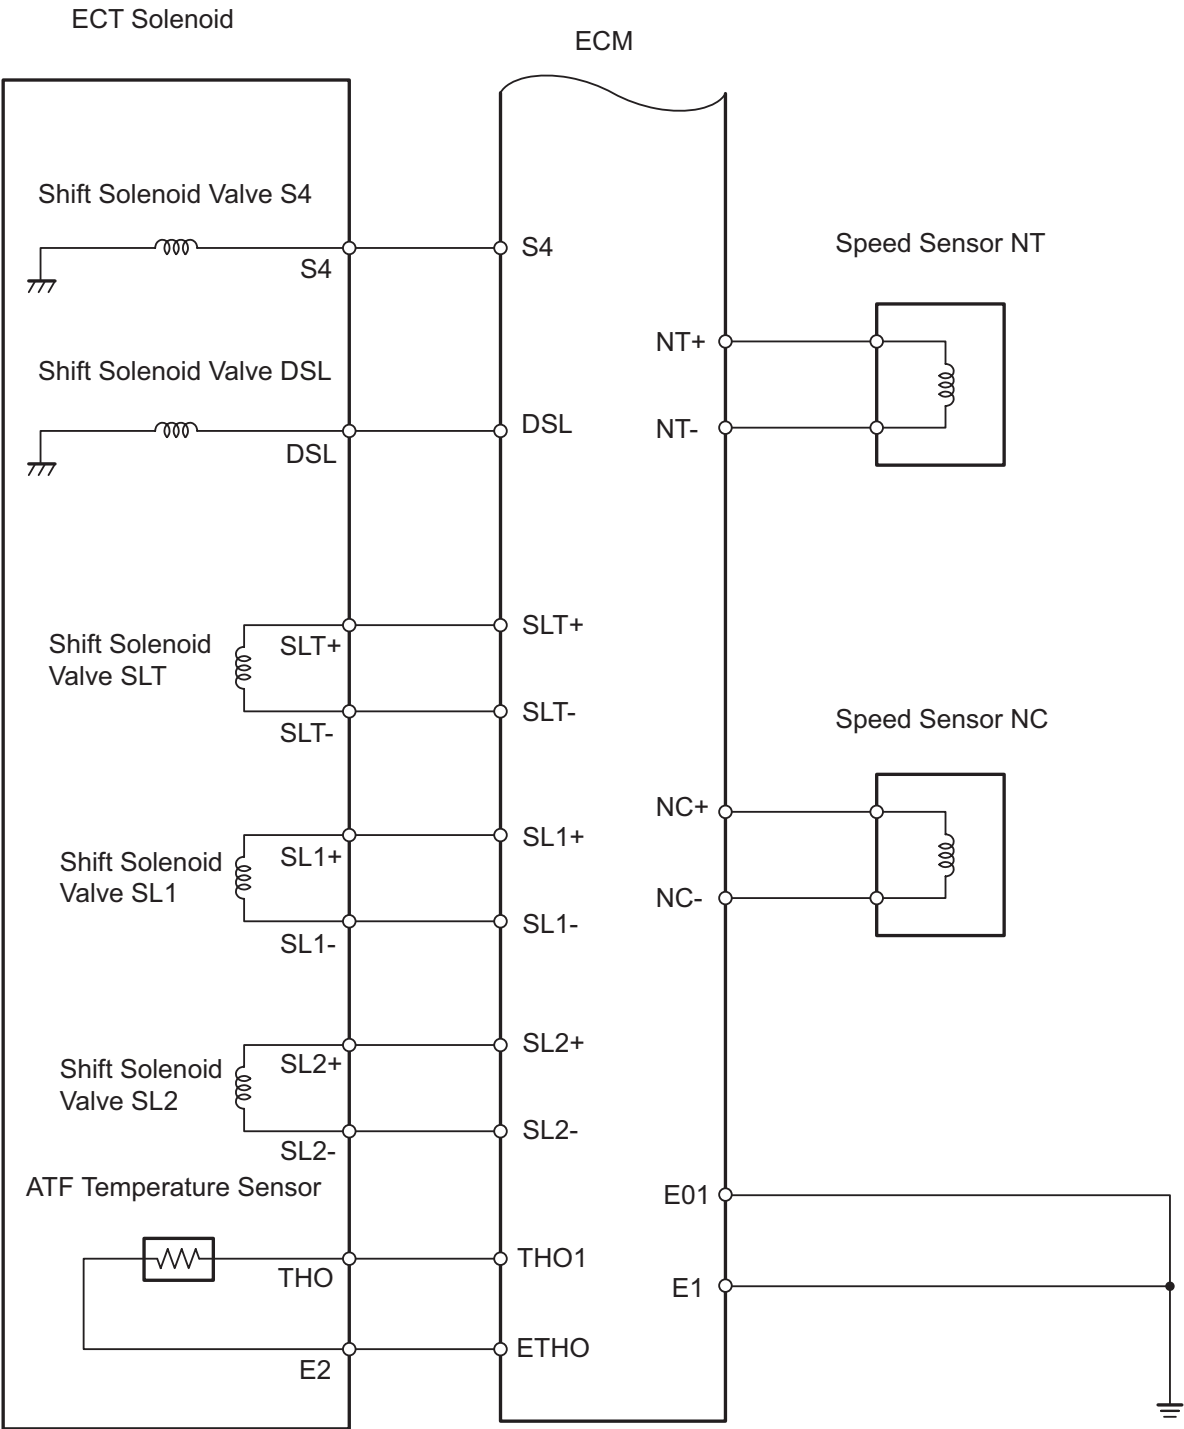 ECT Solenoid
ECM
Shift Solenoid Valve S4
S4
S4
Speed Sensor NT
NT+
NT-
Shift Solenoid Valve DSL
DSL
DSL
Shift Solenoid
Valve SLT
SLT+
SLT-
SLT+
SLT-
Speed Sensor NC
NC+
NC-
Shift Solenoid
Valve SL1
SL1+
SL1-
SL1+
SL1-
Shift Solenoid
Valve SL2
SL2+
SL2-
SL2+
SL2-
ATF Temperature Sensor
THO
E2
THO1
ETHO
E01
E1